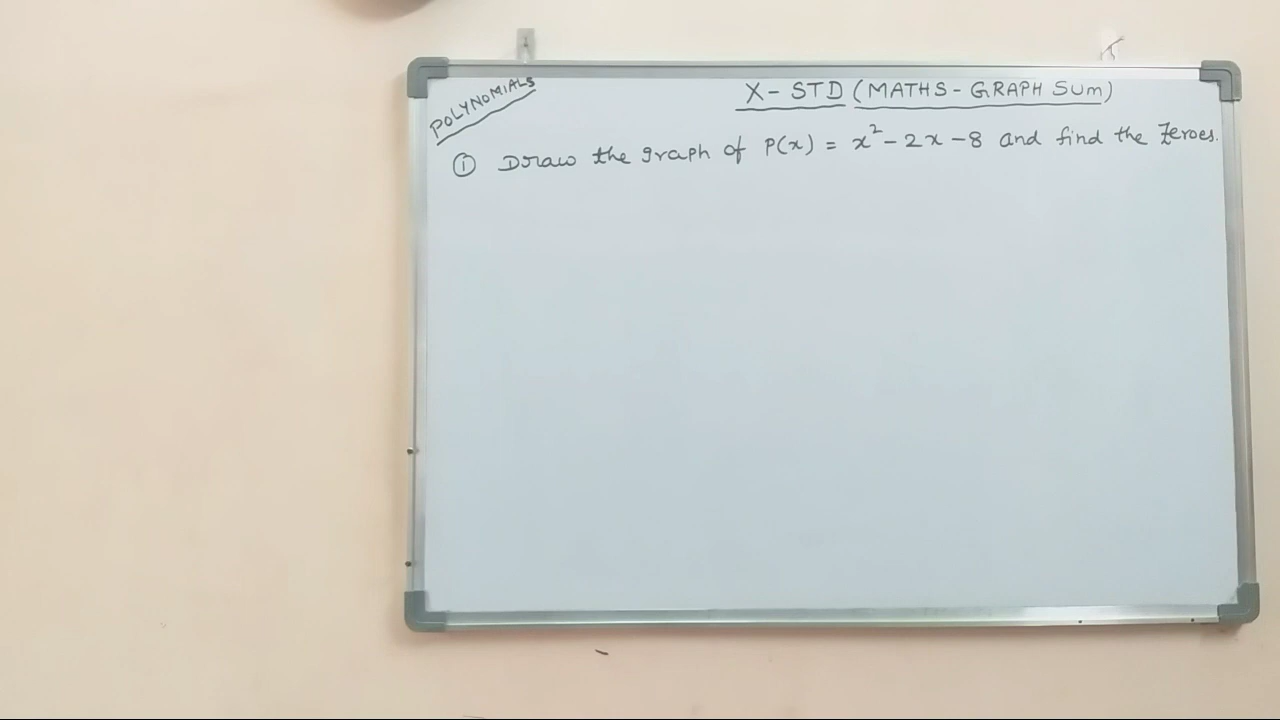 POLYNOMIALS
X - STD (MATHS - GRAPH SUM)
① Draw the graph of P(x) = x² - 2x - 8 and find the Zeroes.